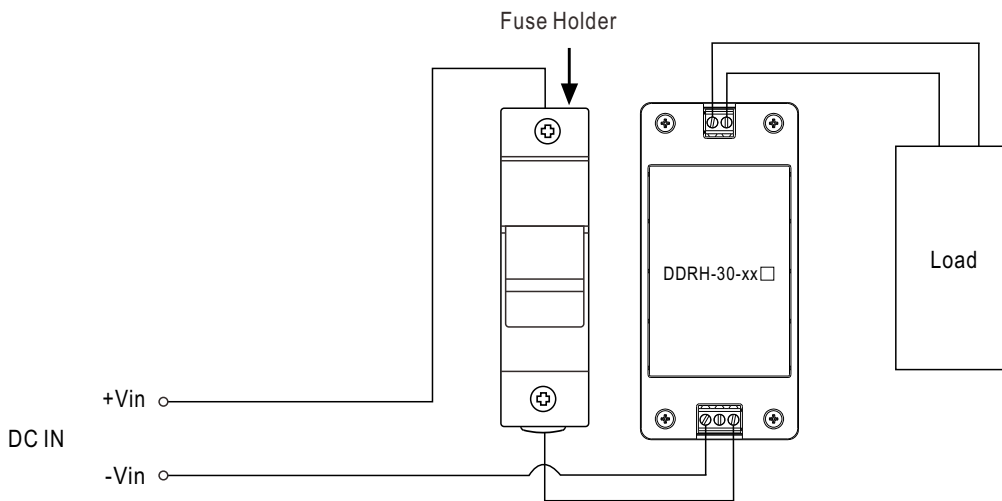 Fuse Holder
DDRH-30-xx□
Load
+Vin
DC IN
-Vin